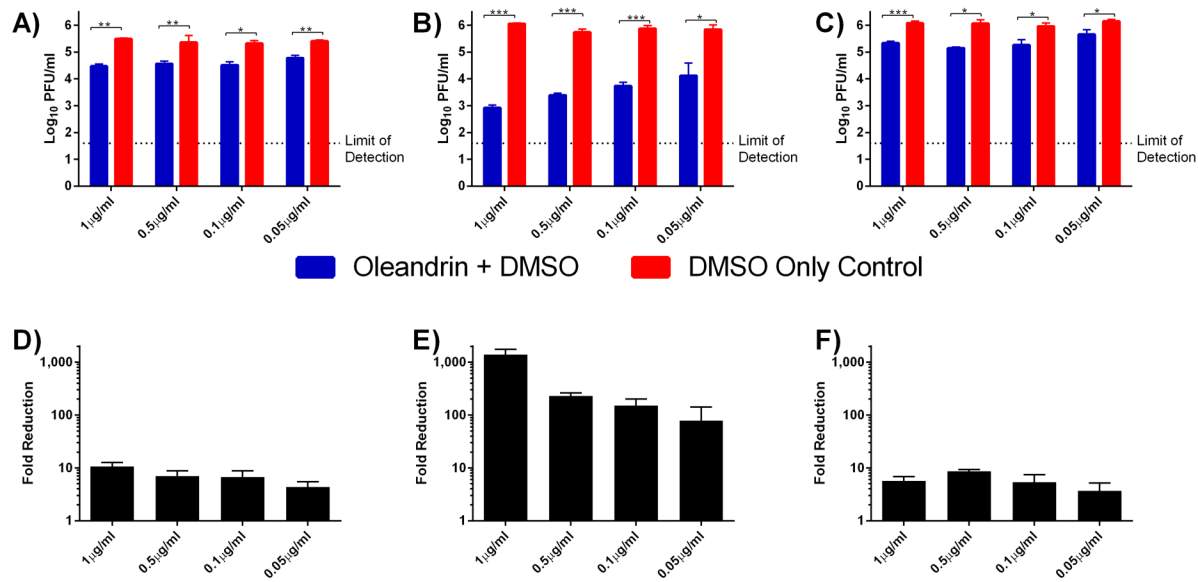 A)
Log10 PFU/ml
6
5
4
3
2
1
0
** ** * **
Limit of
Detection
1µg/ml
0.5µg/ml
0.1µg/ml
0.05µg/ml
B)
Log10 PFU/ml
6
5
4
3
2
1
0
*** *** *** *
Limit of
Detection
1µg/ml
0.5µg/ml
0.1µg/ml
0.05µg/ml
C)
Log10 PFU/ml
6
5
4
3
2
1
0
*** * * *
Limit of
Detection
1µg/ml
0.5µg/ml
0.1µg/ml
0.05µg/ml
Oleandrin + DMSO
DMSO Only Control
D)
Fold Reduction
1,000
100
10
1
1µg/ml
0.5µg/ml
0.1µg/ml
0.05µg/ml
E)
Fold Reduction
1,000
100
10
1
1µg/ml
0.5µg/ml
0.1µg/ml
0.05µg/ml
F)
Fold Reduction
1,000
100
10
1
1µg/ml
0.5µg/ml
0.1µg/ml
0.05µg/ml